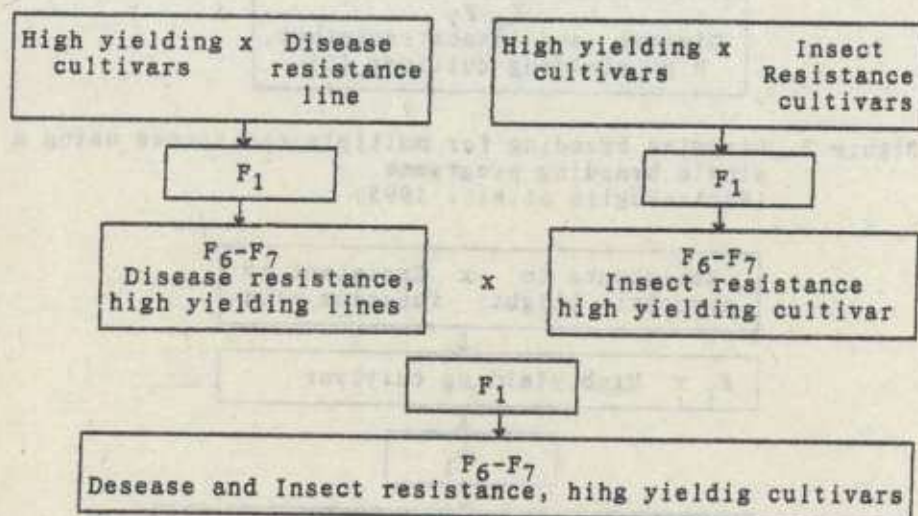 High yielding x Disease
cultivars resistance
line
High yielding x Insect
cultivars Resistance
cultivars
F1
F1
F6-F7
Disease resistance,
high yielding lines
x
F6-F7
Insect resistance
high yielding cultivar
F1
F6-F7
Desease and Insect resistance, hihg yieldig cultivars